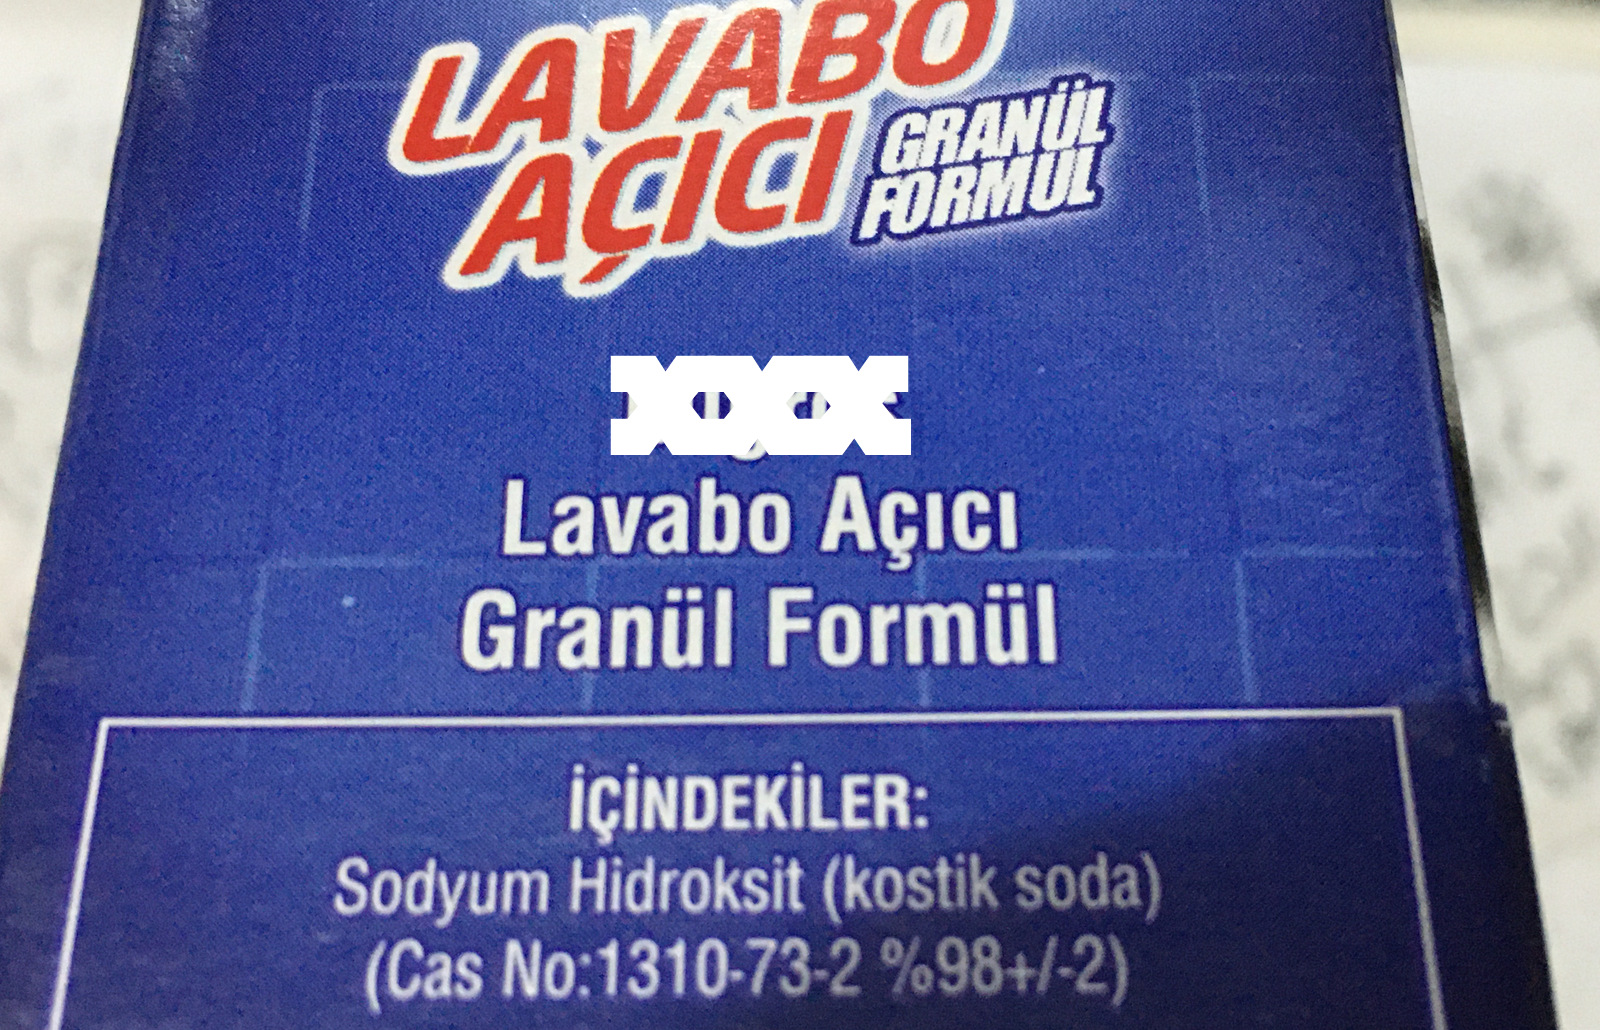 LAVABO
AÇICI
GRANÜL
FORMÜL
Lavabo Açıcı
Granül Formül
İÇİNDEKİLER:
Sodyum Hidroksit (kostik soda)
(Cas No:1310-73-2 %98+/-2)